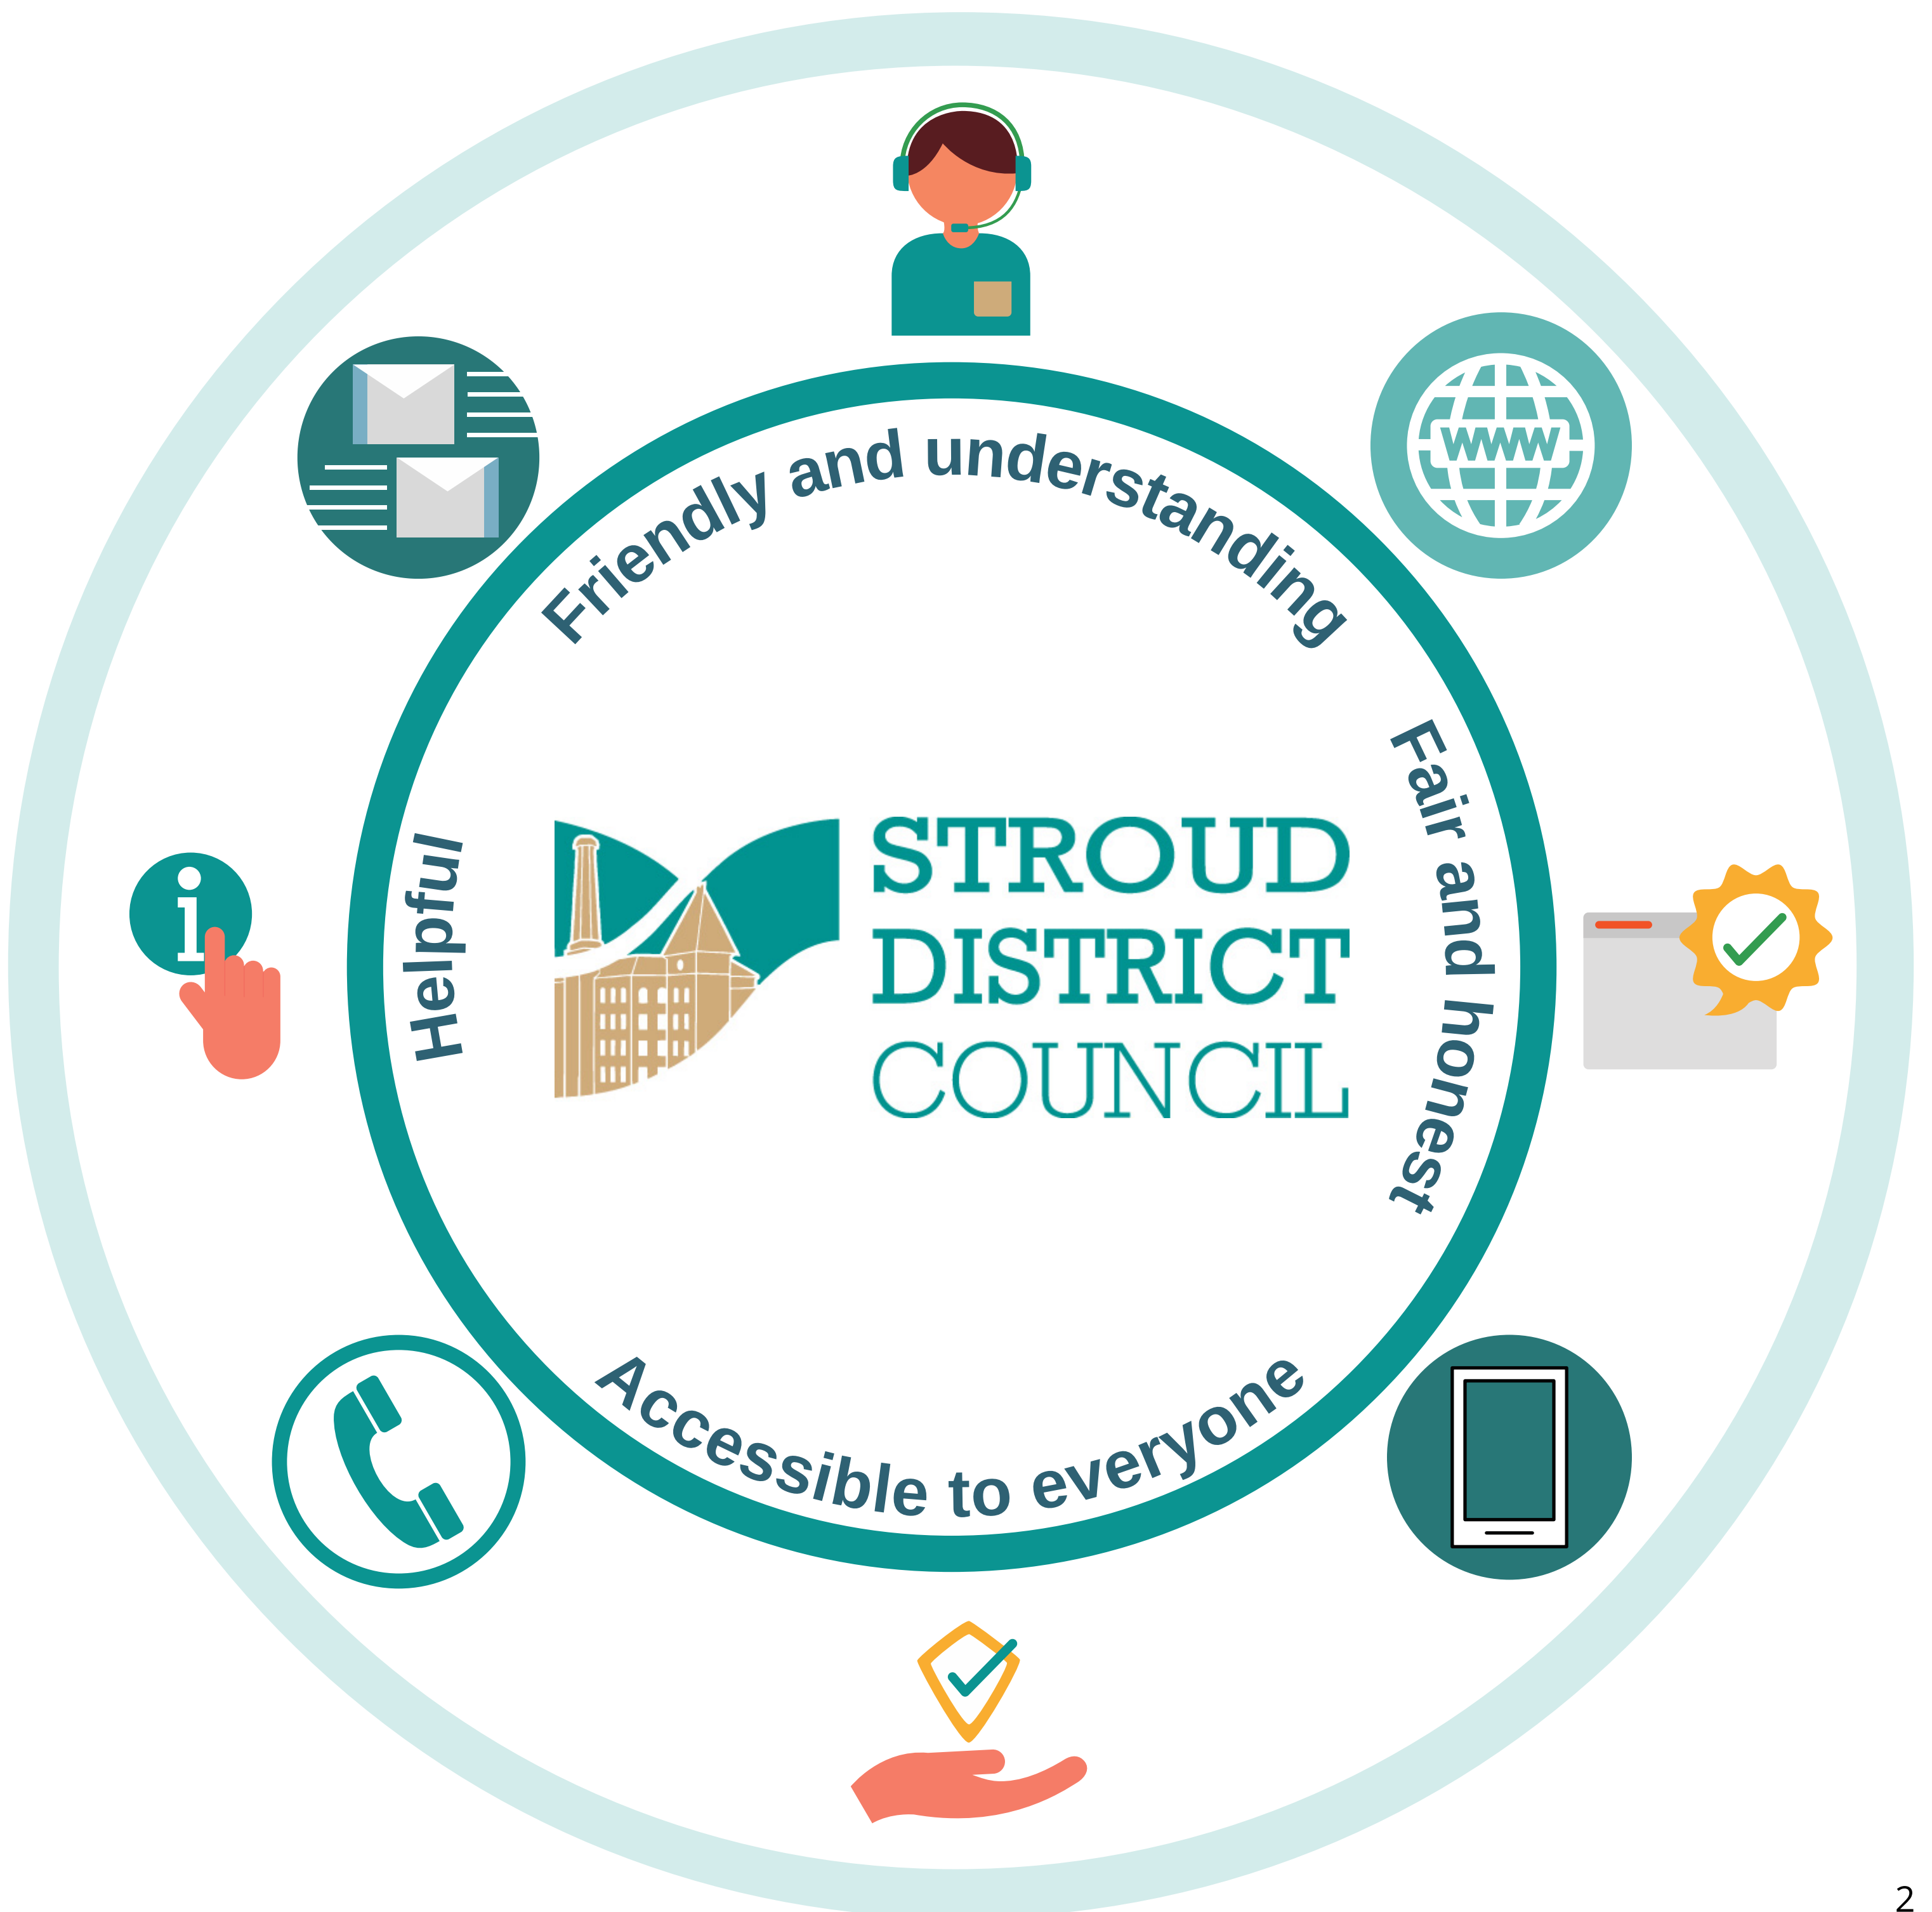 Friendly and understanding
www
Fair and honest
Helpful
i
STROUD
DISTRICT
COUNCIL
Accessible to everyone
2